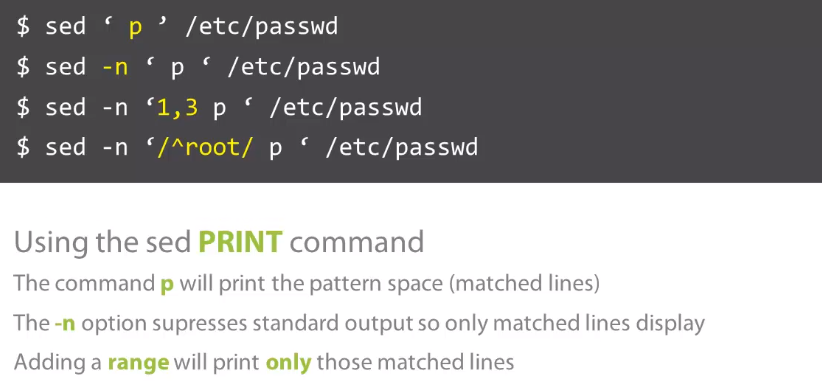 $ sed ‘ p ’ /etc/passwd
$ sed -n ‘ p ‘ /etc/passwd
$ sed -n ‘1,3 p ‘ /etc/passwd
$ sed -n ‘/^root/ p ‘ /etc/passwd
Using the sed PRINT command
The command p will print the pattern space (matched lines)
The -n option supresses standard output so only matched lines display
Adding a range will print only those matched lines